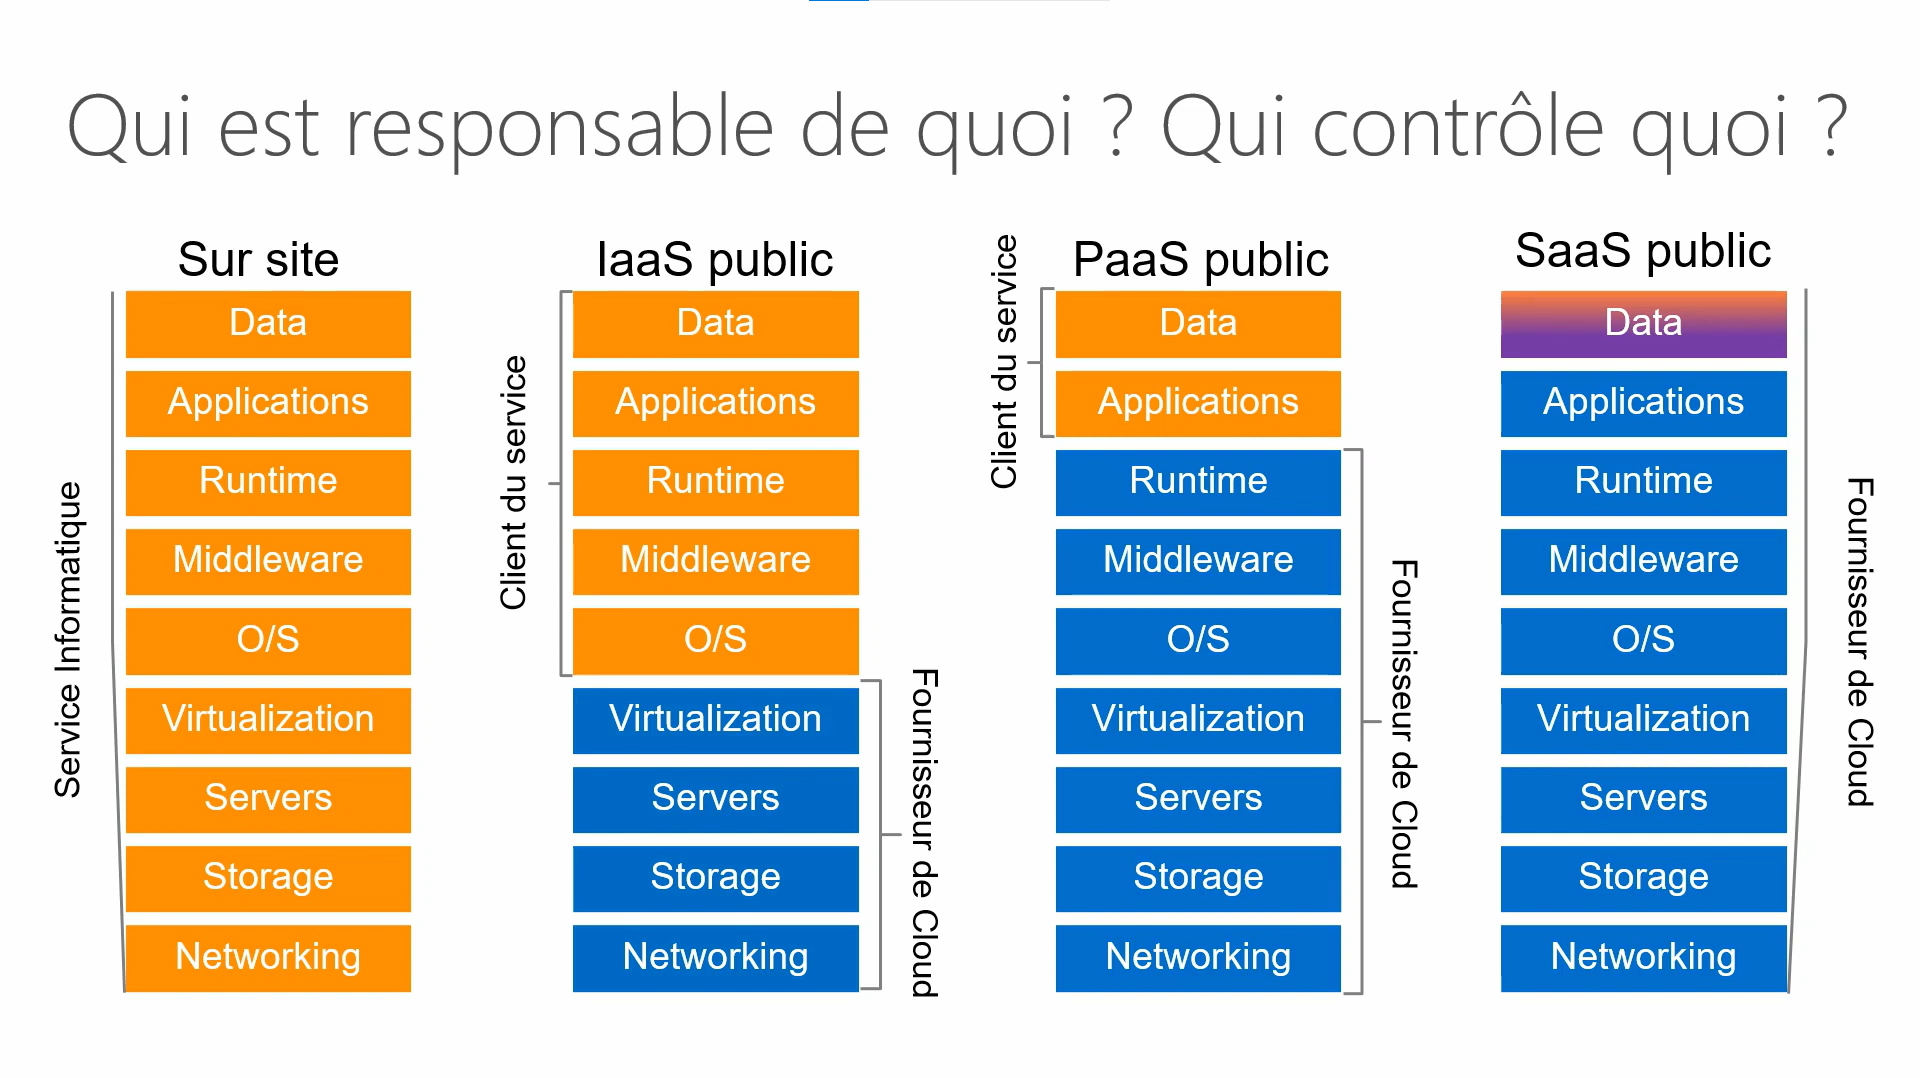 Qui est responsable de quoi ? Qui contrôle quoi ?
Sur site
Service Informatique
Data
Applications
Runtime
Middleware
O/S
Virtualization
Servers
Storage
Networking
IaaS public
Client du service
Data
Applications
Runtime
Middleware
O/S
Virtualization
Servers
Storage
Networking
Fournisseur de Cloud
PaaS public
Client du service
Data
Applications
Runtime
Middleware
O/S
Virtualization
Servers
Storage
Networking
Fournisseur de Cloud
SaaS public
Data
Applications
Runtime
Middleware
O/S
Virtualization
Servers
Storage
Networking
Fournisseur de Cloud